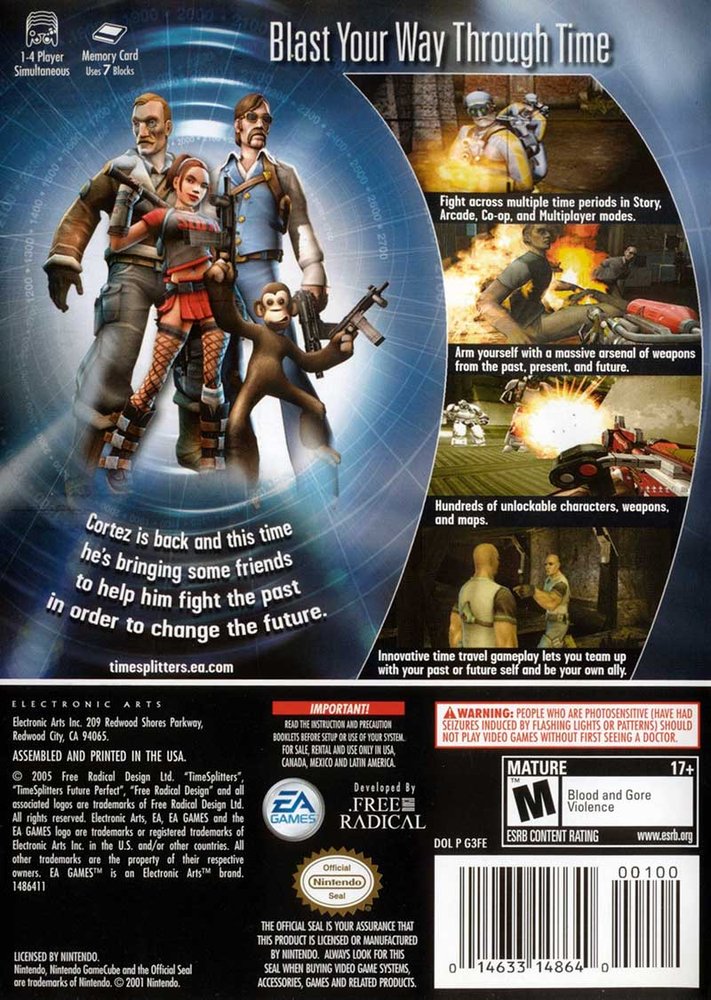 1-4 Player
Simultaneous
Memory Card
Uses 7 Blocks
Blast Your Way Through Time
Fight across multiple time periods in Story,
Arcade, Co-op, and Multiplayer modes.
Arm yourself with a massive arsenal of weapons
from the past, present, and future.
Hundreds of unlockable characters, weapons,
and maps.
Innovative time travel gameplay lets you team up
with your past or future self and be your own ally.
Cortez is back and this time
he's bringing some friends
to help him fight the past
in order to change the future.
timesplitters.ea.com
ELECTRONIC ARTS
Electronic Arts Inc. 209 Redwood Shores Parkway,
Redwood City, CA 94065.
ASSEMBLED AND PRINTED IN THE U.S.A.
© 2005 Free Radical Design Ltd. "TimeSplitters",
"TimeSplitters Future Perfect", "Free Radical Design" and all
associated logos are trademarks of Free Radical Design Ltd.
All rights reserved. Electronic Arts, EA, EA GAMES and the
EA GAMES logo are trademarks or registered trademarks of
Electronic Arts Inc. in the U.S. and/or other countries. All
other trademarks are the property of their respective
owners. EA GAMES™ is an Electronic Arts™ brand.
1486411
LICENSED BY NINTENDO.
Nintendo, Nintendo GameCube and the Official Seal
are trademarks of Nintendo. © 2001 Nintendo.
IMPORTANT!
READ THE INSTRUCTION AND PRECAUTION
BOOKLETS BEFORE SETUP OR USE OF YOUR SYSTEM.
FOR SALE, RENTAL AND USE ONLY IN USA,
CANADA, MEXICO AND LATIN AMERICA.
EA
GAMES
Developed By
.FREE
RADICAL
Official
Nintendo
Seal
THE OFFICIAL SEAL IS YOUR ASSURANCE THAT
THIS PRODUCT IS LICENSED OR MANUFACTURED
BY NINTENDO. ALWAYS LOOK FOR THIS
SEAL WHEN BUYING VIDEO GAME SYSTEMS,
ACCESSORIES, GAMES AND RELATED PRODUCTS.
WARNING: PEOPLE WHO ARE PHOTOSENSITIVE (HAVE HAD
SEIZURES INDUCED BY FLASHING LIGHTS OR PATTERNS) SHOULD
NOT PLAY VIDEO GAMES WITHOUT FIRST SEEING A DOCTOR.
MATURE 17+
M
Blood and Gore
Violence
ESRB CONTENT RATING www.esrb.org
DOL P G3FE
00100
0 14633 14864 0